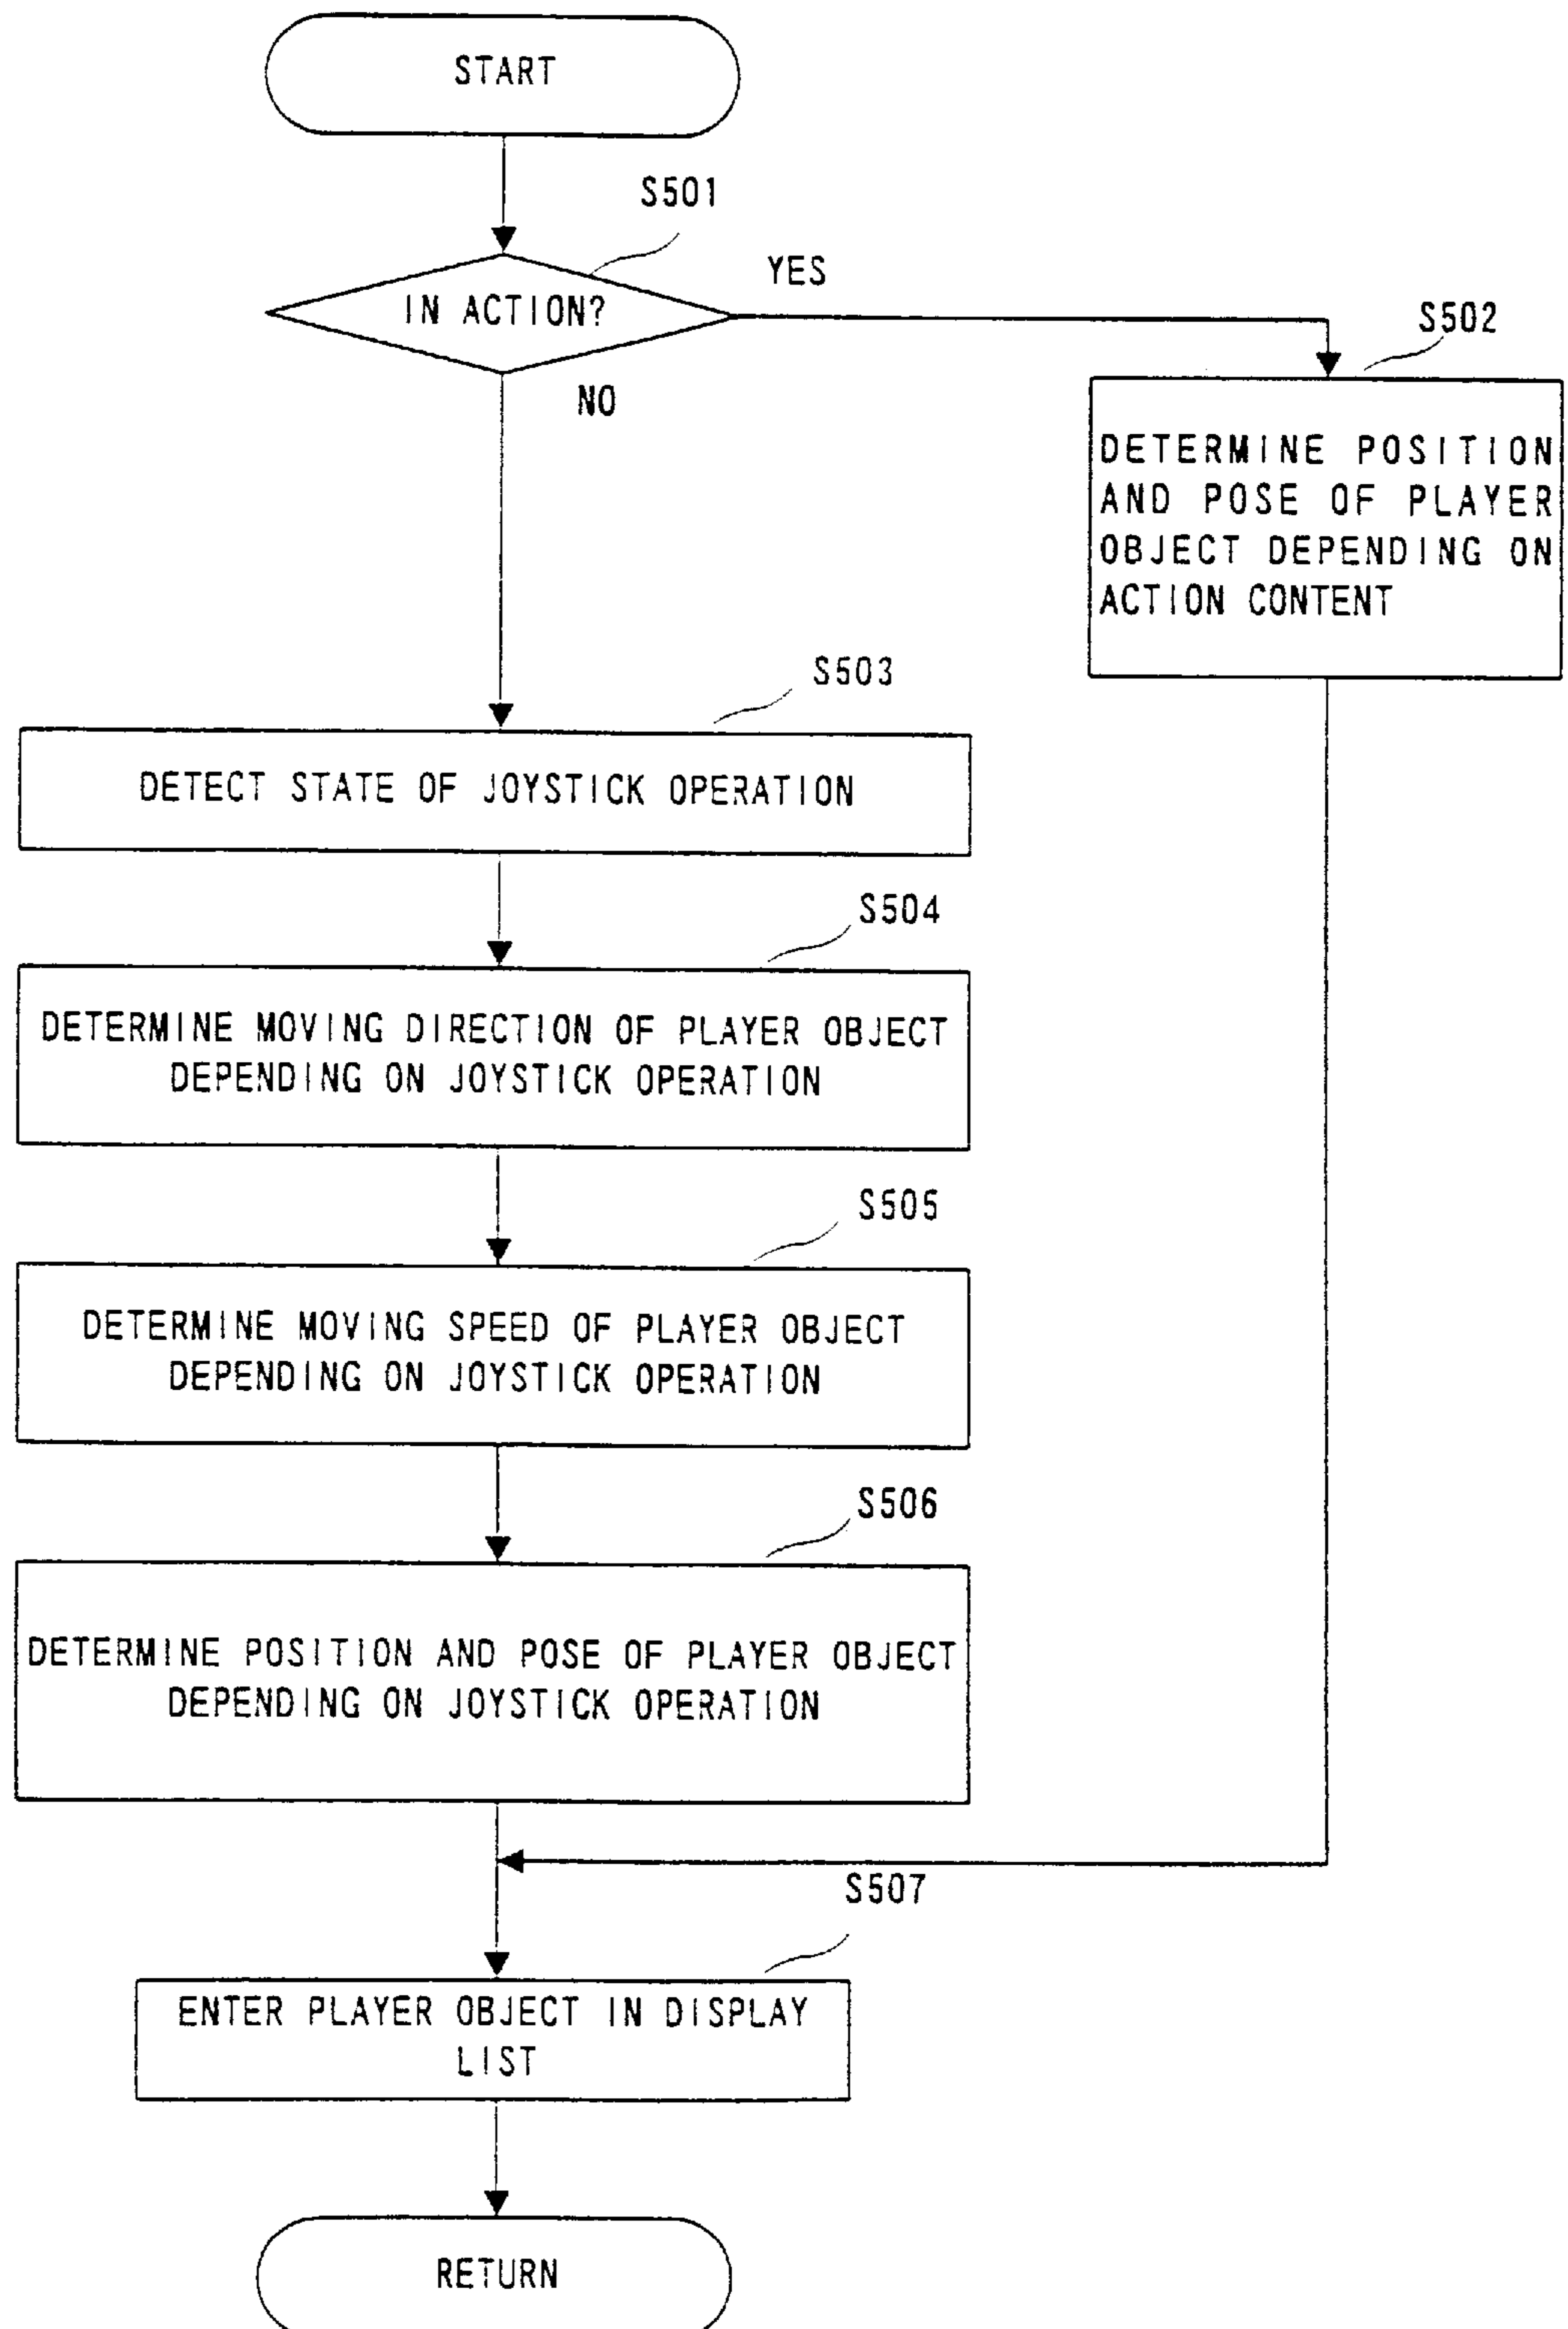 START
S501
YES
IN ACTION?
S502
NO
DETERMINE POSITION
AND POSE OF PLAYER
OBJECT DEPENDING ON
ACTION CONTENT
S503
DETECT STATE OF JOYSTICK OPERATION
S504
DETERMINE MOVING DIRECTION OF PLAYER OBJECT
DEPENDING ON JOYSTICK OPERATION
S505
DETERMINE MOVING SPEED OF PLAYER OBJECT
DEPENDING ON JOYSTICK OPERATION
S506
DETERMINE POSITION AND POSE OF PLAYER OBJECT
DEPENDING ON JOYSTICK OPERATION
S507
ENTER PLAYER OBJECT IN DISPLAY
LIST
RETURN